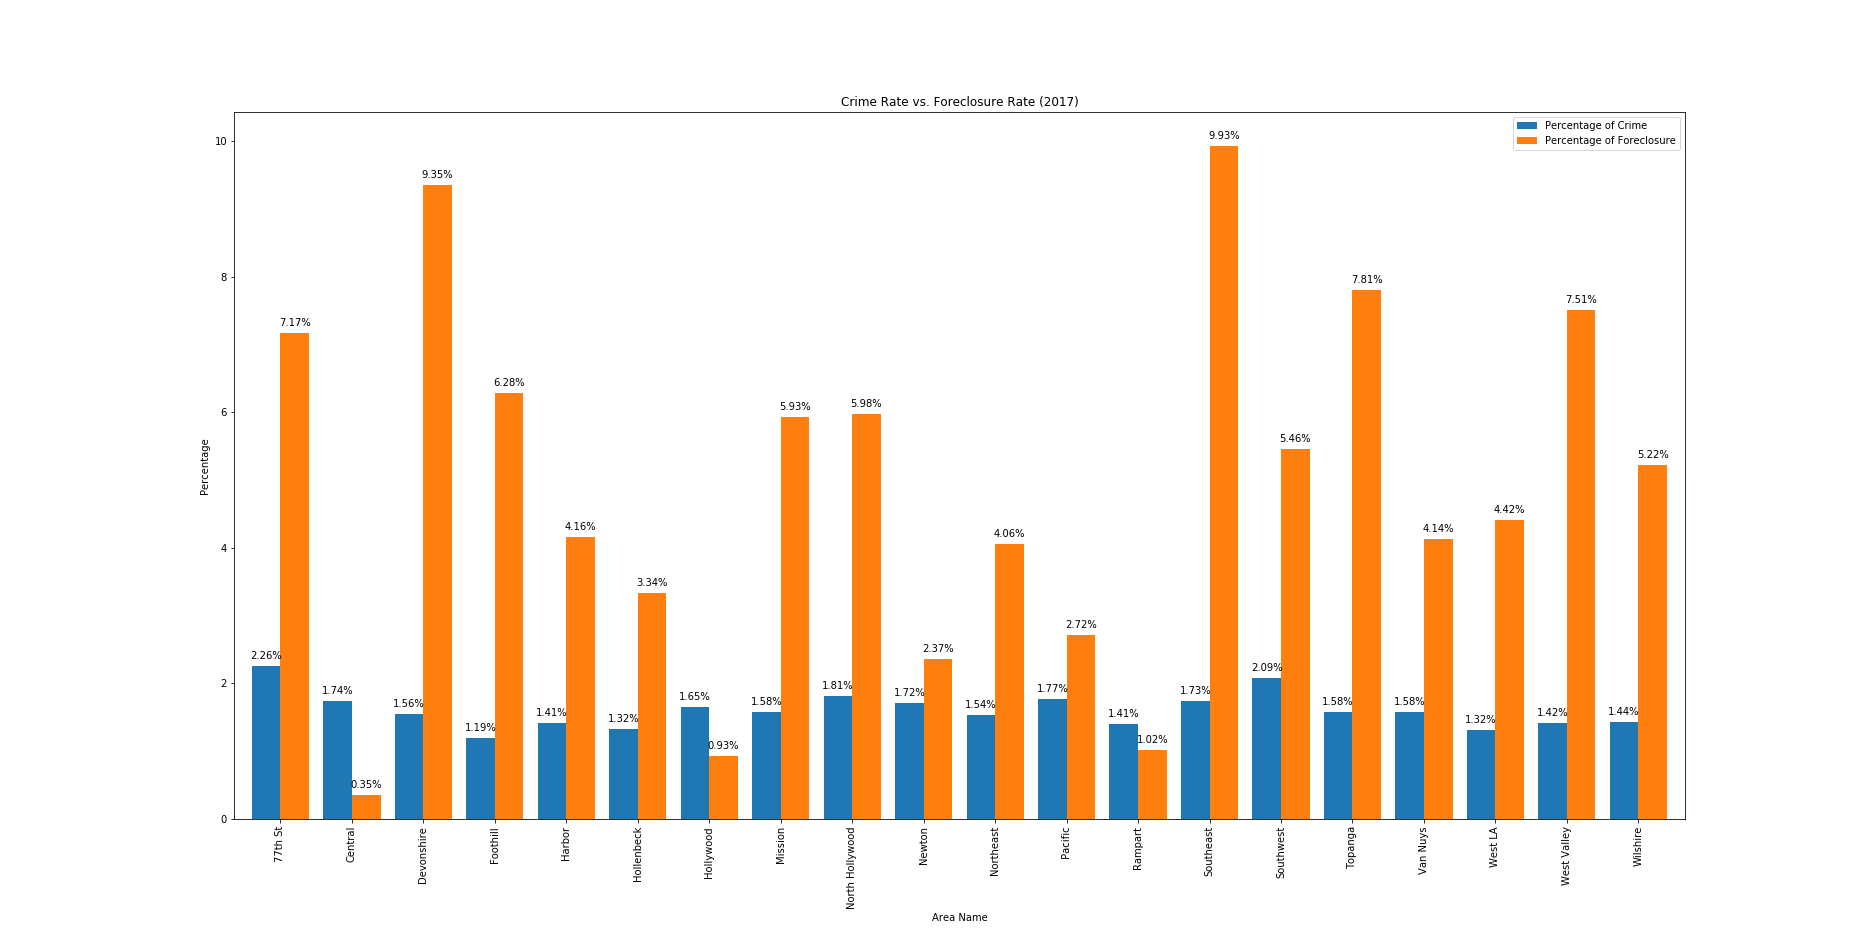 Crime Rate vs. Foreclosure Rate (2017)
Percentage of Crime
Percentage of Foreclosure
Percentage
10
8
6
4
2
0
2.26%
7.17%
1.74%
0.35%
1.56%
9.35%
1.19%
6.28%
1.41%
4.16%
1.32%
3.34%
1.65%
0.93%
1.58%
5.93%
1.81%
5.98%
1.72%
2.37%
1.54%
4.06%
1.77%
2.72%
1.41%
1.02%
1.73%
9.93%
2.09%
5.46%
1.58%
7.81%
1.58%
4.14%
1.32%
4.42%
1.42%
7.51%
1.44%
5.22%
77th St
Central
Devonshire
Foothill
Harbor
Hollenbeck
Hollywood
Mission
North Hollywood
Newton
Northeast
Pacific
Rampart
Southeast
Southwest
Topanga
Van Nuys
West LA
West Valley
Wilshire
Area Name